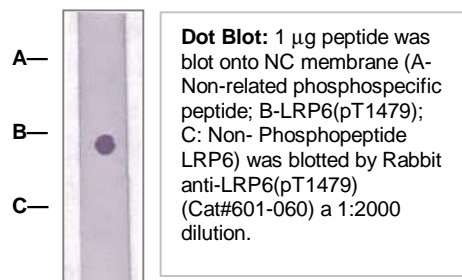 A—
B—
C—
Dot Blot: 1 µg peptide was
blot onto NC membrane (A-
Non-related phosphospecific
peptide; B-LRP6(pT1479);
C: Non- Phosphopeptide
LRP6) was blotted by Rabbit
anti-LRP6(pT1479)
(Cat#601-060) a 1:2000
dilution.